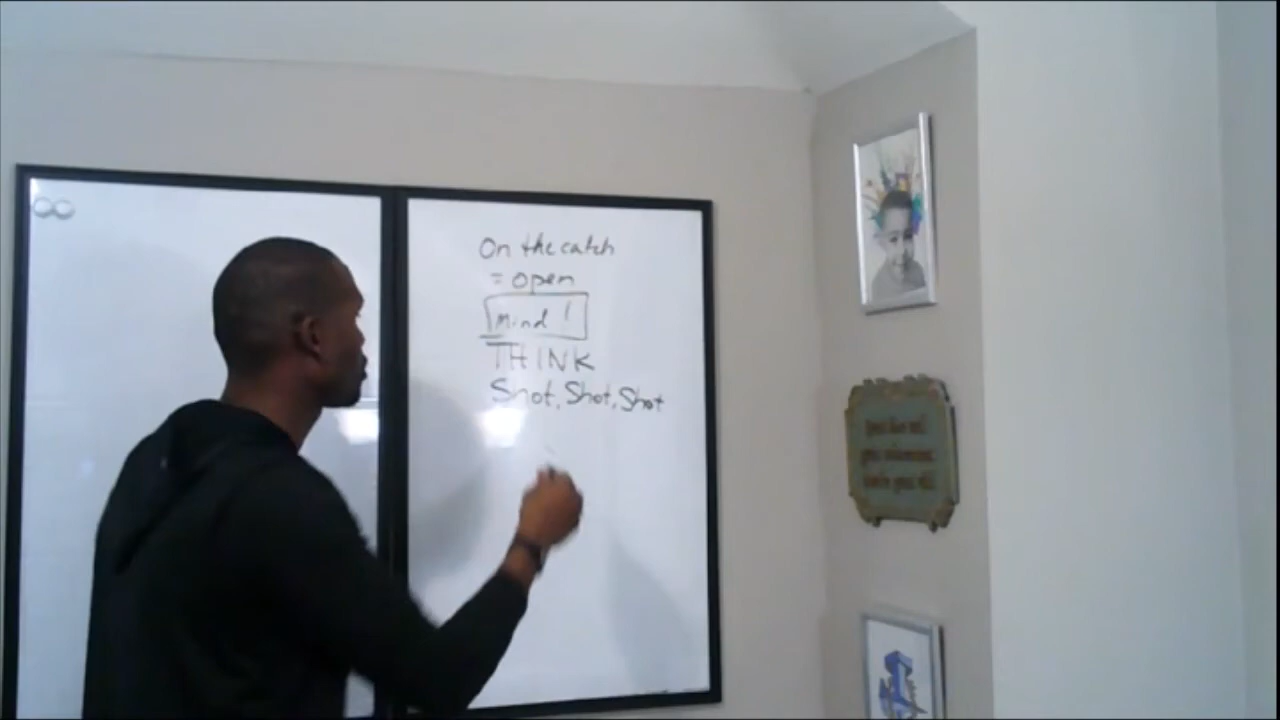 On the catch
= open
Mind !
THINK
Shot, Shot, Shot